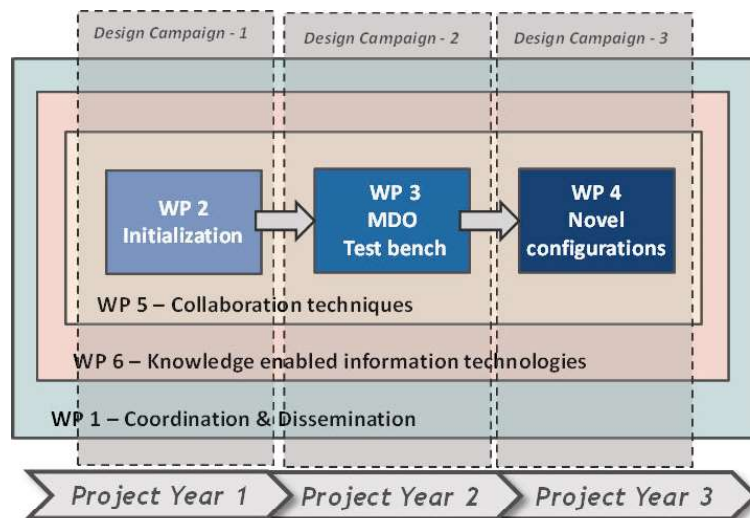 Design Campaign - 1
Design Campaign - 2
Design Campaign - 3
WP 2
Initialization
WP 3
MDO
Test bench
WP 4
Novel
configurations
WP 5 – Collaboration techniques
WP 6 – Knowledge enabled information technologies
WP 1 – Coordination & Dissemination
Project Year 1
Project Year 2
Project Year 3